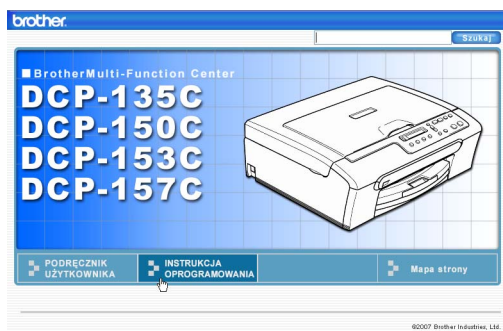 brother.
Szukaj
BrotherMulti-Function Center
DCP-135C
DCP-150C
DCP-153C
DCP-157C
PODRĘCZNIK
UŻYTKOWNIKA
INSTRUKCJA
OPROGRAMOWANIA
Mapa strony
©2007 Brother Industries, Ltd.